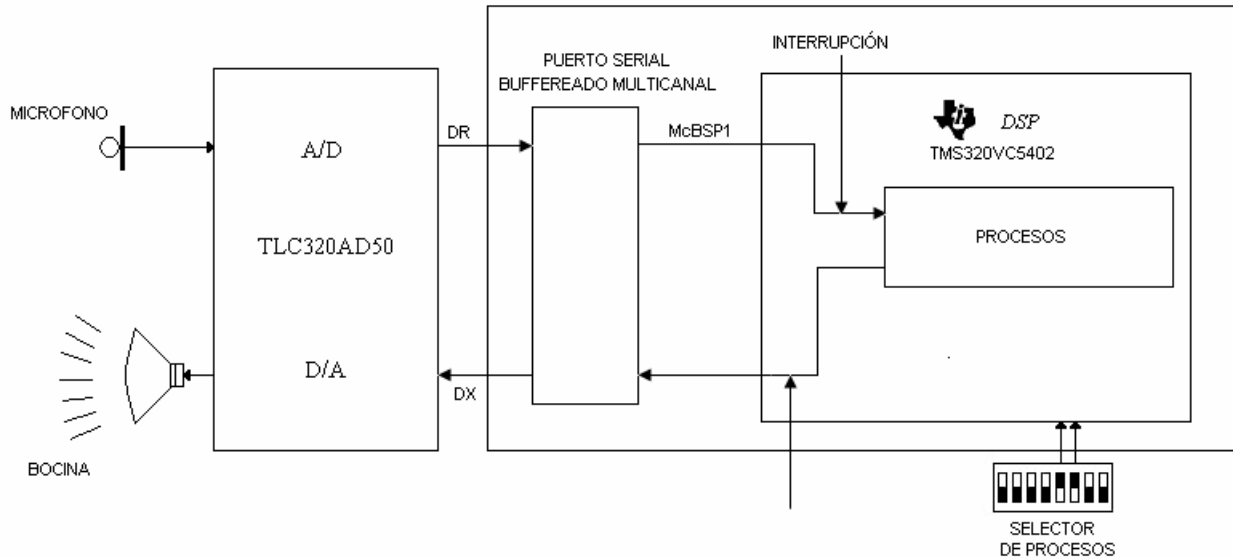 INTERRUPCIÓN
PUERTO SERIAL
BUFFEREADO MULTICANAL
MICROFONO
DR
McBSP1
DSP
TMS320VC5402
A/D
TLC320AD50
PROCESOS
D/A
DX
BOCINA
SELECTOR
DE PROCESOS